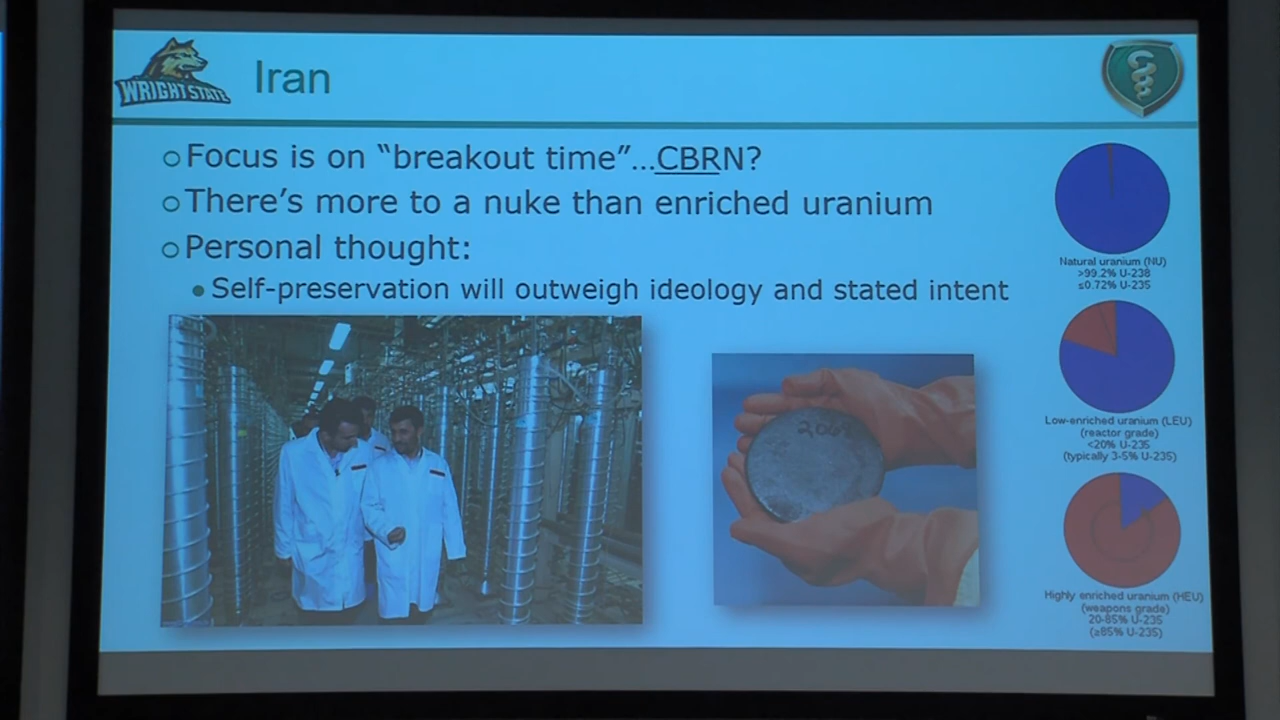 WRIGHT STATE
Iran
Focus is on “breakout time”...CBRN?
There’s more to a nuke than enriched uranium
Personal thought:
Self-preservation will outweigh ideology and stated intent
Natural uranium (NU)
>99.2% U-238
≤0.72% U-235
Low-enriched uranium (LEU)
(reactor grade)
<20% U-235
(typically 3-5% U-235)
Highly enriched uranium (HEU)
(weapons grade)
20-85% U-235
(≥85% U-235)